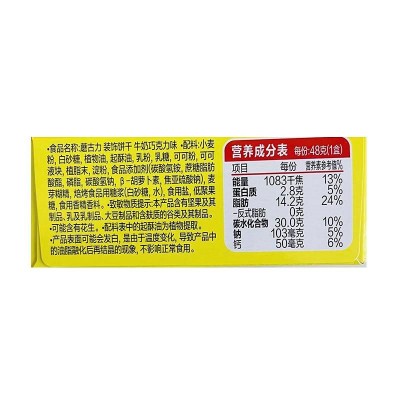 ·食品名称:蘑古力 装饰饼干 牛奶巧克力味 ·配料:小麦
粉, 白砂糖, 植物油, 起酥油, 乳粉, 乳糖, 可可粉, 可可
液块, 植脂末, 淀粉, 食品添加剂(碳酸氢铵, 蔗糖脂肪
酸酯, 磷脂, 碳酸氢钠, β-胡萝卜素, 焦亚硫酸钠), 麦
芽糊精, 焙烤食品用糖浆(白砂糖, 水), 食用盐, 低聚果
糖, 食用香精香料。 ·致敏物质提示:本产品含有坚果及其
制品、乳及乳制品、大豆制品和含麸质的谷类及其制品。
·可能含有花生。 ·配料表中的起酥油为植物提取。
·产品表面可能会发白, 是由于温度变化, 导致产品中
的油脂融化后再结晶的现象, 不影响正常食用。
营养成分表 每份:48克(1盒)
项目 每份 营养素参考值%
能量 1083千焦 13%
蛋白质 2.8克 5%
脂肪 14.2克 24%
-反式脂肪 0克
碳水化合物 30.0克 10%
钠 103毫克 5%
钙 50毫克 6%